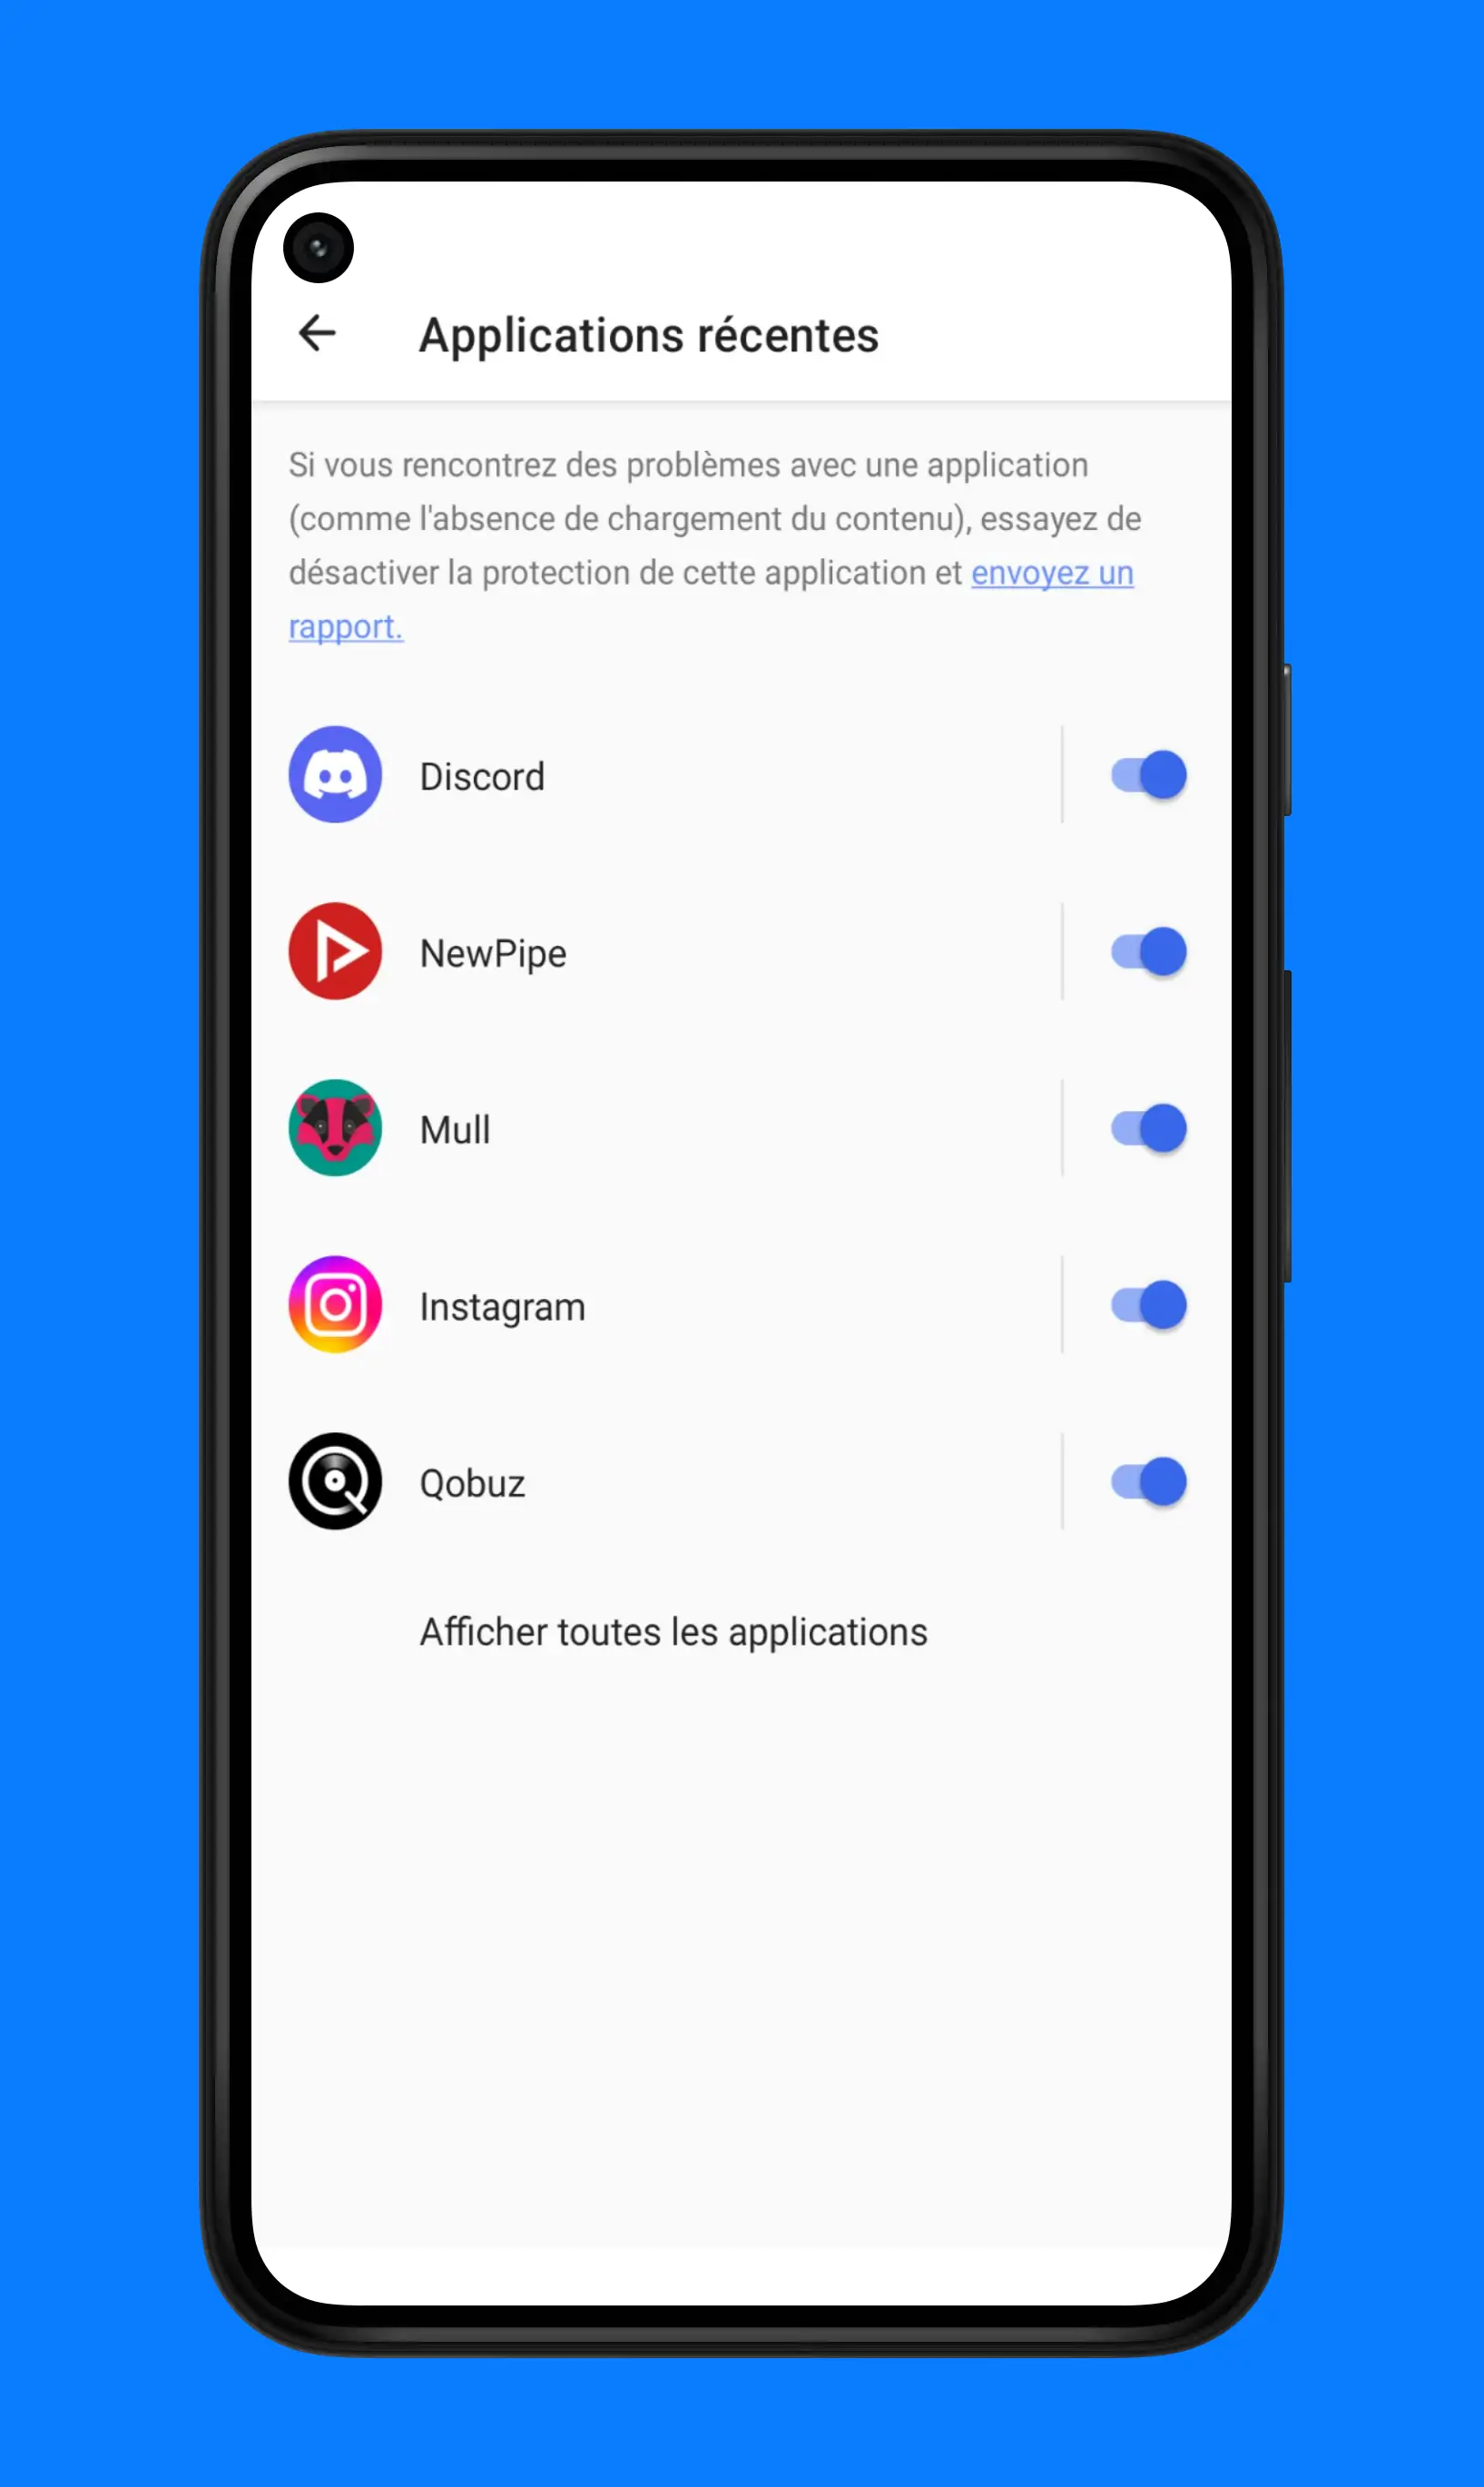 Applications récentes
Si vous rencontrez des problèmes avec une application
(comme l'absence de chargement du contenu), essayez de
désactiver la protection de cette application et envoyez un
rapport.
Discord
NewPipe
Mull
Instagram
Qobuz
Afficher toutes les applications